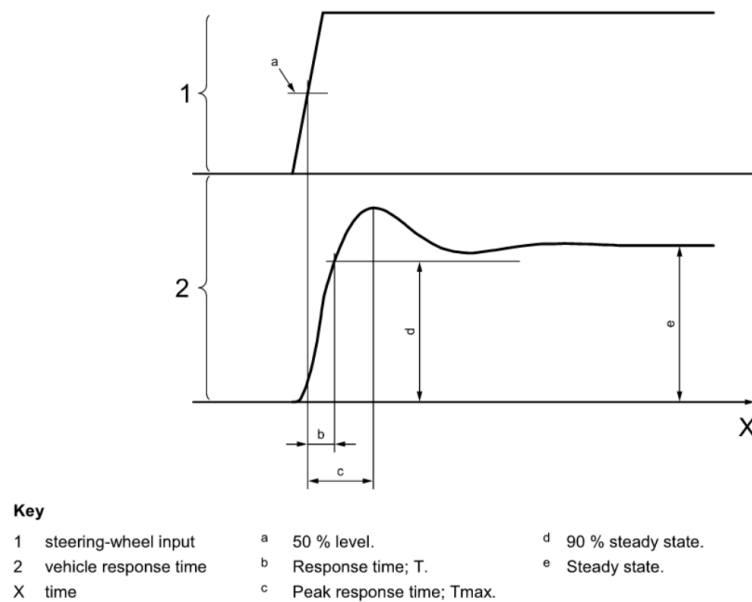 a
1
2
d
e
X
b
c
Key
1 steering-wheel input a 50 % level. d 90 % steady state.
2 vehicle response time b Response time; T. e Steady state.
X time c Peak response time; Tmax.